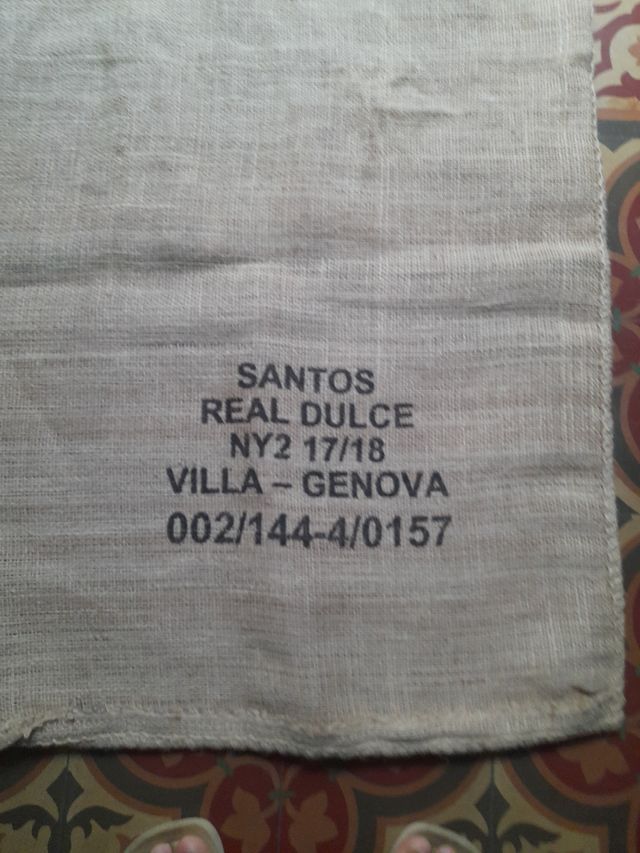 SANTOS
REAL DULCE
NY2 17/18
VILLA – GENOVA
002/144-4/0157